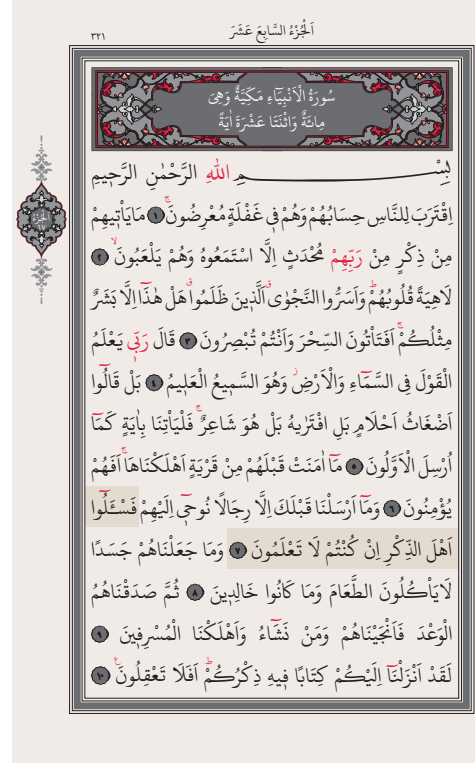 اَلْجُزْءُ السَّابِعَ عَشَرَ
٣٢١
سُورَةُ الْاَنْبِيَٓاءِ مَكِّيَّةٌ وَهِىَ
مِائَةٌ وَاثْنَتَا عَشْرَةَ اٰيَةً
بِسْــــــمِ اللّٰهِ الرَّحْمٰنِ الرَّحٖيمِ
اِقْتَرَبَ لِلنَّاسِ حِسَابُهُمْ وَهُمْ فٖى غَفْلَةٍ مُعْرِضُونَۚ ١ مَا يَاْتٖيهِمْ
مِنْ ذِكْرٍ مِنْ رَبِّهِمْ مُحْدَثٍ اِلَّا اسْتَمَعُوهُ وَهُمْ يَلْعَبُونَۙ ٢
لَاهِيَةً قُلُوبُهُمْۜ وَاَسَرُّوا النَّجْوٰىۗ اَلَّذٖينَ ظَلَمُواۗ هَلْ هٰذَٓا اِلَّا بَشَرٌ
مِثْلُكُمْۚ اَفَتَاْتُونَ السِّحْرَ وَاَنْتُمْ تُبْصِرُونَ ٣ قَالَ رَبّٖى يَعْلَمُ
الْقَوْلَ فِى السَّمَٓاءِ وَالْاَرْضِؗ وَهُوَ السَّمٖيعُ الْعَلٖيمُ ٤ بَلْ قَالُٓوا
اَضْغَاثُ اَحْلَامٍ بَلِ افْتَرٰيهُ بَلْ هُوَ شَاعِرٌۚ فَلْيَاْتِنَا بِاٰيَةٍ كَمَٓا
اُرْسِلَ الْاَوَّلُونَ ٥ مَٓا اٰمَنَتْ قَبْلَهُمْ مِنْ قَرْيَةٍ اَهْلَكْنَاهَاۚ اَفَهُمْ
يُؤْمِنُونَ ٦ وَمَٓا اَرْسَلْنَا قَبْلَكَ اِلَّا رِجَالًا نُوحٖٓى اِلَيْهِمْ فَسْـَٔلُٓوا
اَهْلَ الذِّكْرِ اِنْ كُنْتُمْ لَا تَعْلَمُونَ ٧ وَمَا جَعَلْنَاهُمْ جَسَدًا
لَا يَاْكُلُونَ الطَّعَامَ وَمَا كَانُوا خَالِدٖينَ ٨ ثُمَّ صَدَقْنَاهُمُ
الْوَعْدَ فَاَنْجَيْنَاهُمْ وَمَنْ نَشَٓاءُ وَاَهْلَكْنَا الْمُسْرِفٖينَ ٩
لَقَدْ اَنْزَلْنَٓا اِلَيْكُمْ كِتَابًا فٖيهِ ذِكْرُكُمْۜ اَفَلَا تَعْقِلُونَۚ ١٠